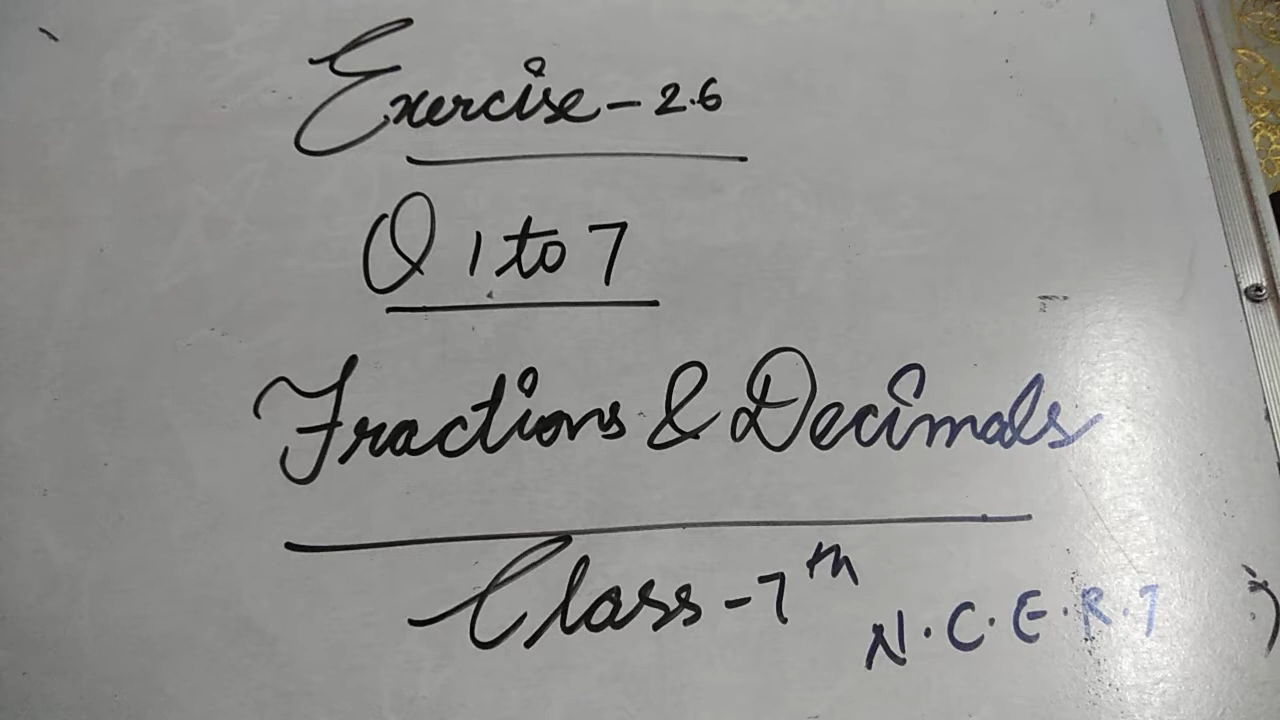 Exercise - 2.6
Q 1 to 7
Fractions & Decimals
Class - 7th
N.C.E.R.T